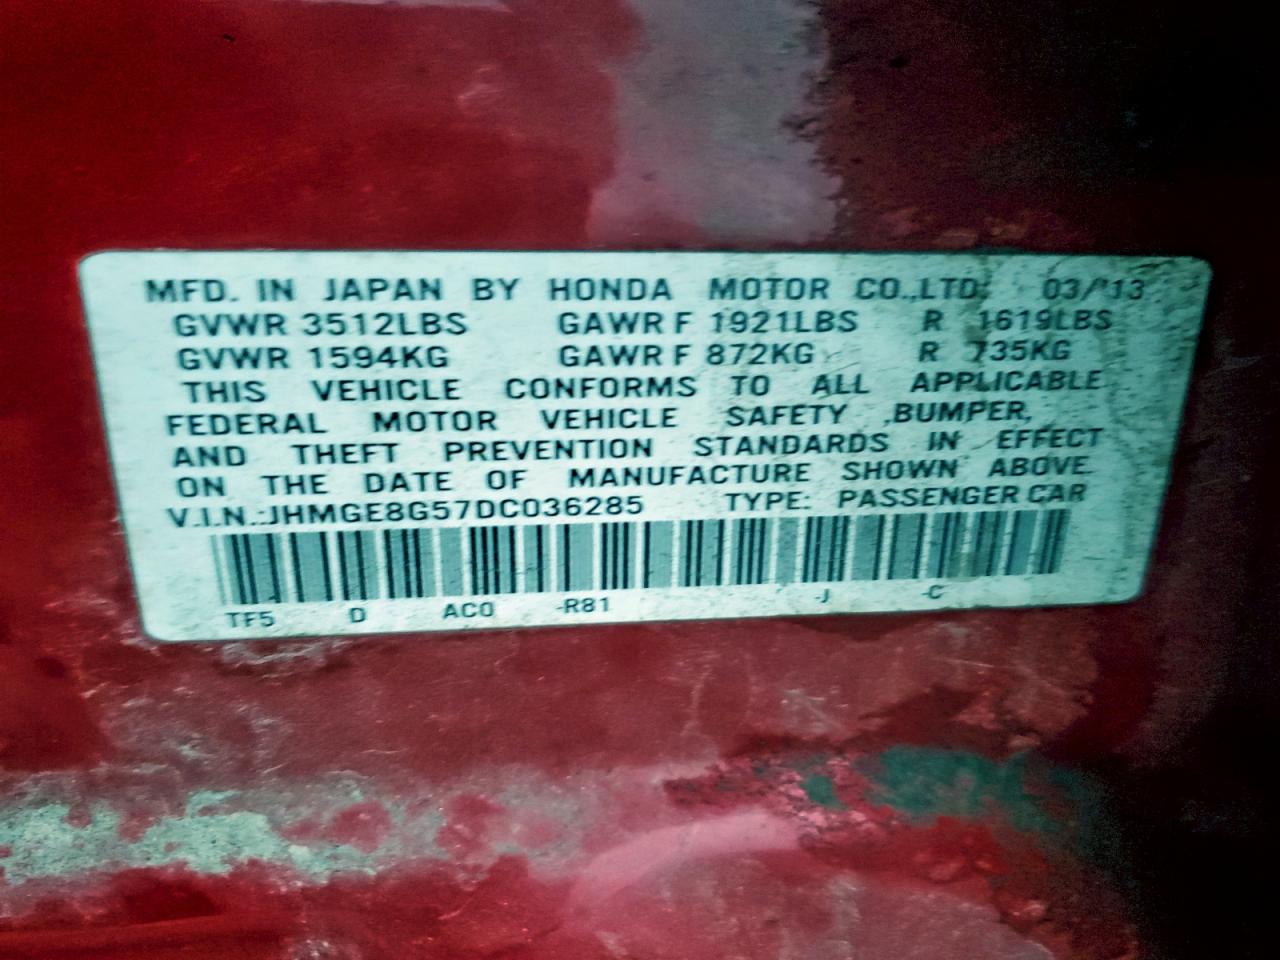 MFD. IN JAPAN BY HONDA MOTOR CO.,LTD. 03/'13
GVWR 3512LBS GAWR F 1921LBS R 1619LBS
GVWR 1594KG GAWR F 872KG R 735KG
THIS VEHICLE CONFORMS TO ALL APPLICABLE
FEDERAL MOTOR VEHICLE SAFETY ,BUMPER,
AND THEFT PREVENTION STANDARDS IN EFFECT
ON THE DATE OF MANUFACTURE SHOWN ABOVE.
V.I.N.:JHMGE8G57DC036285 TYPE: PASSENGER CAR
TF5 D AC0 -R81 -J -C